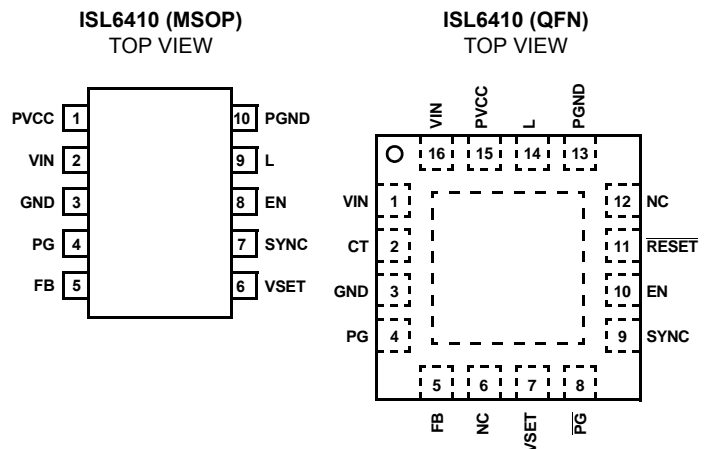 ISL6410 (MSOP)
TOP VIEW
PVCC 1
10 PGND
VIN 2
9 L
GND 3
8 EN
PG 4
7 SYNC
FB 5
6 VSET
ISL6410 (QFN)
TOP VIEW
VIN PVCC L PGND
16 15 14 13
VIN 1
12 NC
CT 2
11 R̅E̅S̅E̅T̅
GND 3
10 EN
PG 4
9 SYNC
5 6 7 8
FB NC VSET P̅G̅